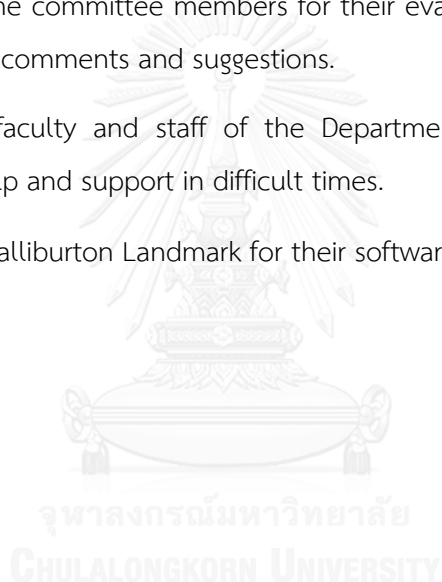 ne committee members for their eva
comments and suggestions.
faculty and staff of the Departme
lp and support in difficult times.
alliburton Landmark for their softwar
จุฬาลงกรณ์มหาวิทยาลัย
CHULALONGKORN UNIVERSITY